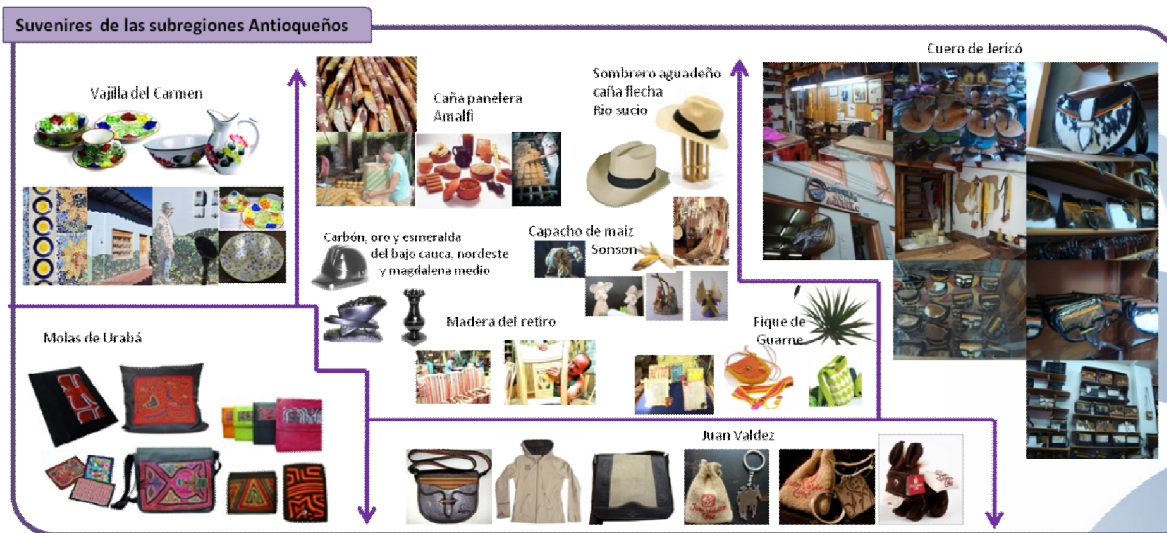 Suvenires de las subregiones Antioqueños
Vajilla del Carmen
Caña panelera
Amalfi
Sombrero aguadeño
caña flecha
Rio sucio
Cuero de Jericó
Carbón, oro y esmeralda
del bajo cauca, nordeste
y magdalena medio
Capacho de maiz
Sonson
Molas de Urabá
Madera del retiro
Fique de
Guarne
Juan Valdez